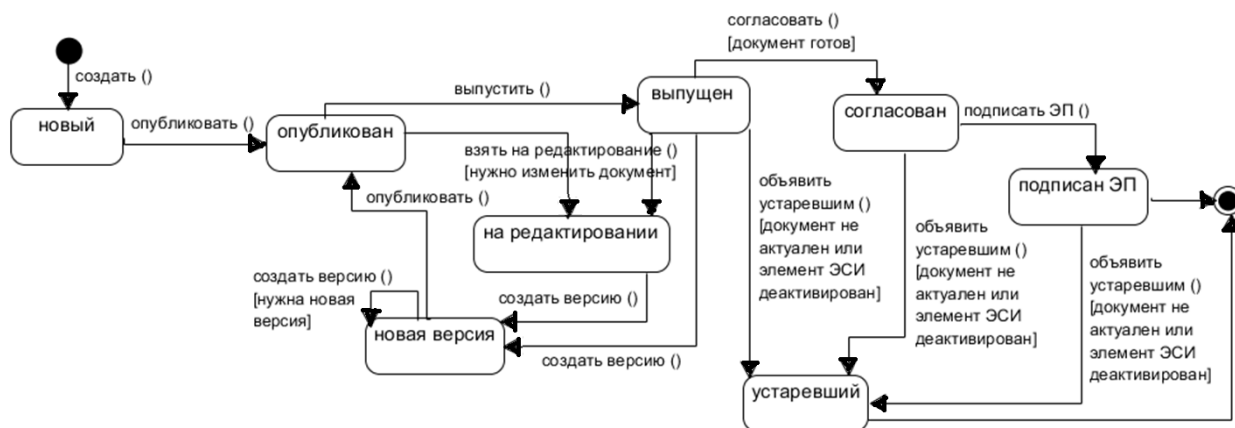 согласовать ()
[документ готов]
создать ()
выпустить ()
выпущен
согласован
подписать ЭП ()
новый
опубликовать ()
опубликован
взять на редактирование ()
[нужно изменить документ]
опубликовать ()
на редактировании
объявить
устаревшим ()
[документ не
актуален или
элемент ЭСИ
деактивирован]
подписан ЭП
объявить
устаревшим ()
[документ не
актуален или
элемент ЭСИ
деактивирован]
объявить
устаревшим ()
[документ не
актуален или
элемент ЭСИ
деактивирован]
создать версию ()
[нужна новая
версия]
создать версию ()
новая версия
создать версию ()
устаревший